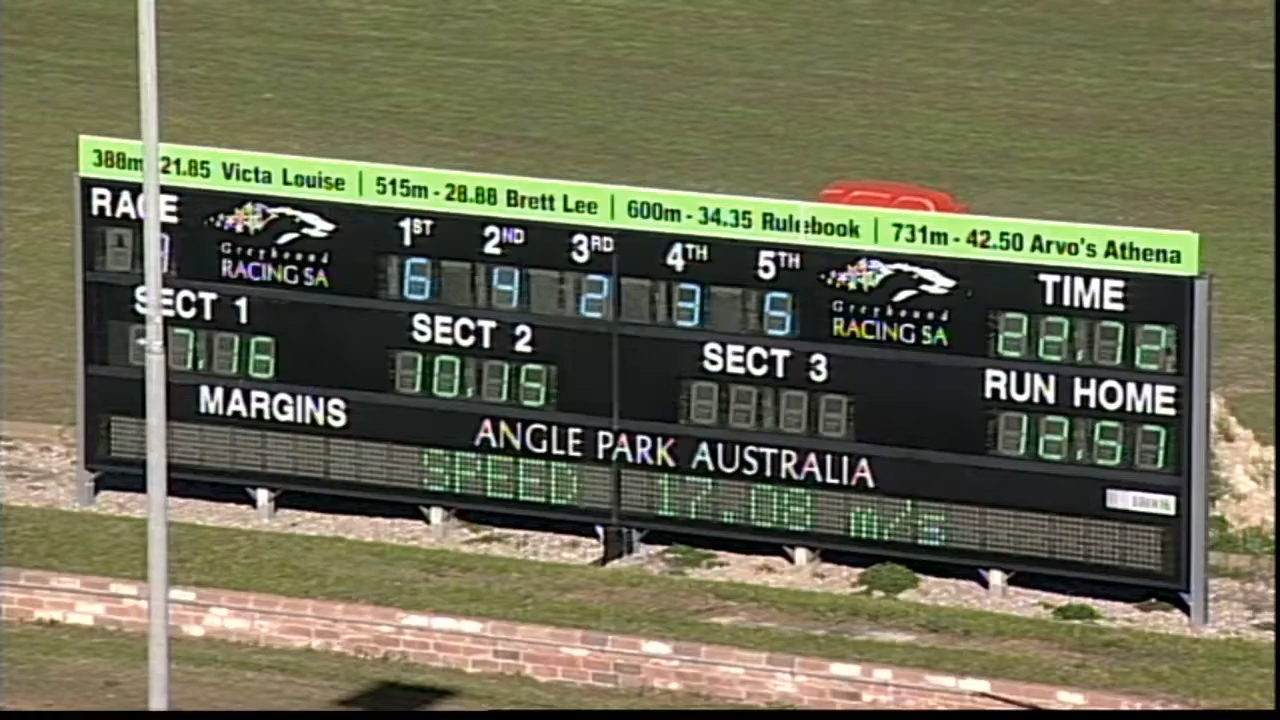 388m - 21.85 Victa Louise | 515m - 28.88 Brett Lee | 600m - 34.35 Rulebook | 731m - 42.50 Arvo's Athena
RACE
Greyhound
RACING SA
1ST 2ND 3RD 4TH 5TH
6 4 2 3 5
Greyhound
RACING SA
TIME
22.72
SECT 1
7.16
SECT 2
10.15
SECT 3
RUN HOME
12.57
MARGINS
ANGLE PARK AUSTRALIA
SPEED 17.08 m/s